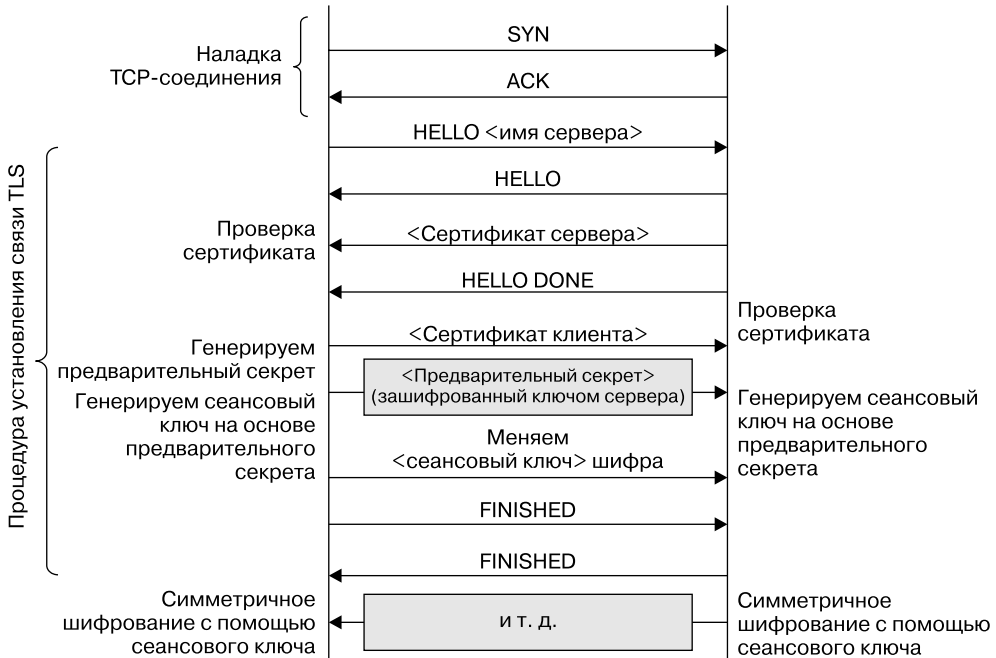 SYN
Наладка
TCP-соединения
ACK
HELLO <имя сервера>
Процедура установления связи TLS
HELLO
Проверка
сертификата
<Сертификат сервера>
HELLO DONE
Проверка
сертификата
<Сертификат клиента>
Генерируем
предварительный секрет
<Предварительный секрет>
(зашифрованный ключом сервера)
Генерируем сеансовый
ключ на основе
предварительного
секрета
Генерируем сеансовый
ключ на основе
предварительного
секрета
Меняем
<сеансовый ключ> шифра
FINISHED
FINISHED
Симметричное
шифрование с помощью
сеансового ключа
и т. д.
Симметричное
шифрование с помощью
сеансового ключа